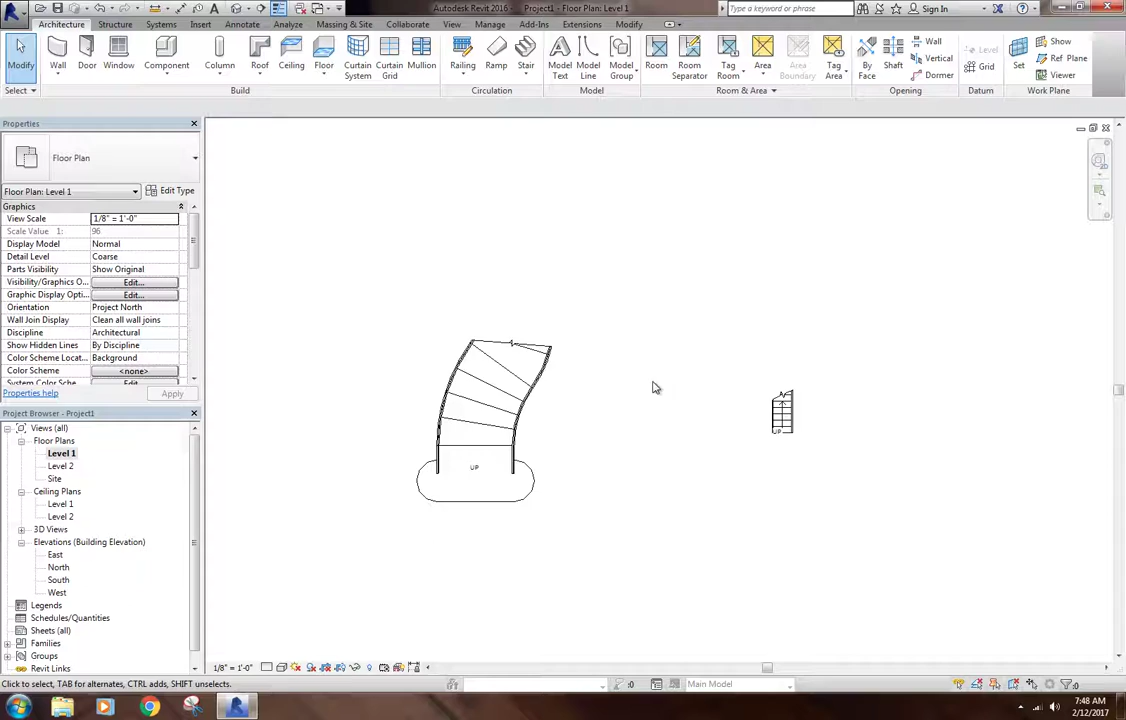 Autodesk Revit 2016 - Project1 - Floor Plan: Level 1
Type a keyword or phrase
Sign In
Architecture Structure Systems Insert Annotate Analyze Massing & Site Collaborate View Manage Add-Ins Extensions Modify
Modify Wall Door Window Component Column Roof Ceiling Floor Curtain System Curtain Grid Mullion Railing Ramp Stair Model Text Model Line Model Group Room Room Separator Tag Room Area Area Boundary Tag Area By Face Shaft Wall Vertical Dormer Level Grid Set Show Ref Plane Viewer
Select Build Circulation Model Room & Area Opening Datum Work Plane
Properties
Floor Plan
Floor Plan: Level 1 Edit Type
Graphics
View Scale 1/8" = 1'-0"
Scale Value 1: 96
Display Model Normal
Detail Level Coarse
Parts Visibility Show Original
Visibility/Graphics O... Edit...
Graphic Display Opti... Edit...
Orientation Project North
Wall Join Display Clean all wall joins
Discipline Architectural
Show Hidden Lines By Discipline
Color Scheme Locat... Background
Color Scheme <none>
System Color Sche... Edit...
Properties help Apply
Project Browser - Project1
Views (all)
Floor Plans
Level 1
Level 2
Site
Ceiling Plans
Level 1
Level 2
3D Views
Elevations (Building Elevation)
East
North
South
West
Legends
Schedules/Quantities
Sheets (all)
Families
Groups
Revit Links
UP
UP
1/8" = 1'-0"
Click to select, TAB for alternates, CTRL adds, SHIFT unselects.
:0 Main Model :0
7:48 AM
2/12/2017